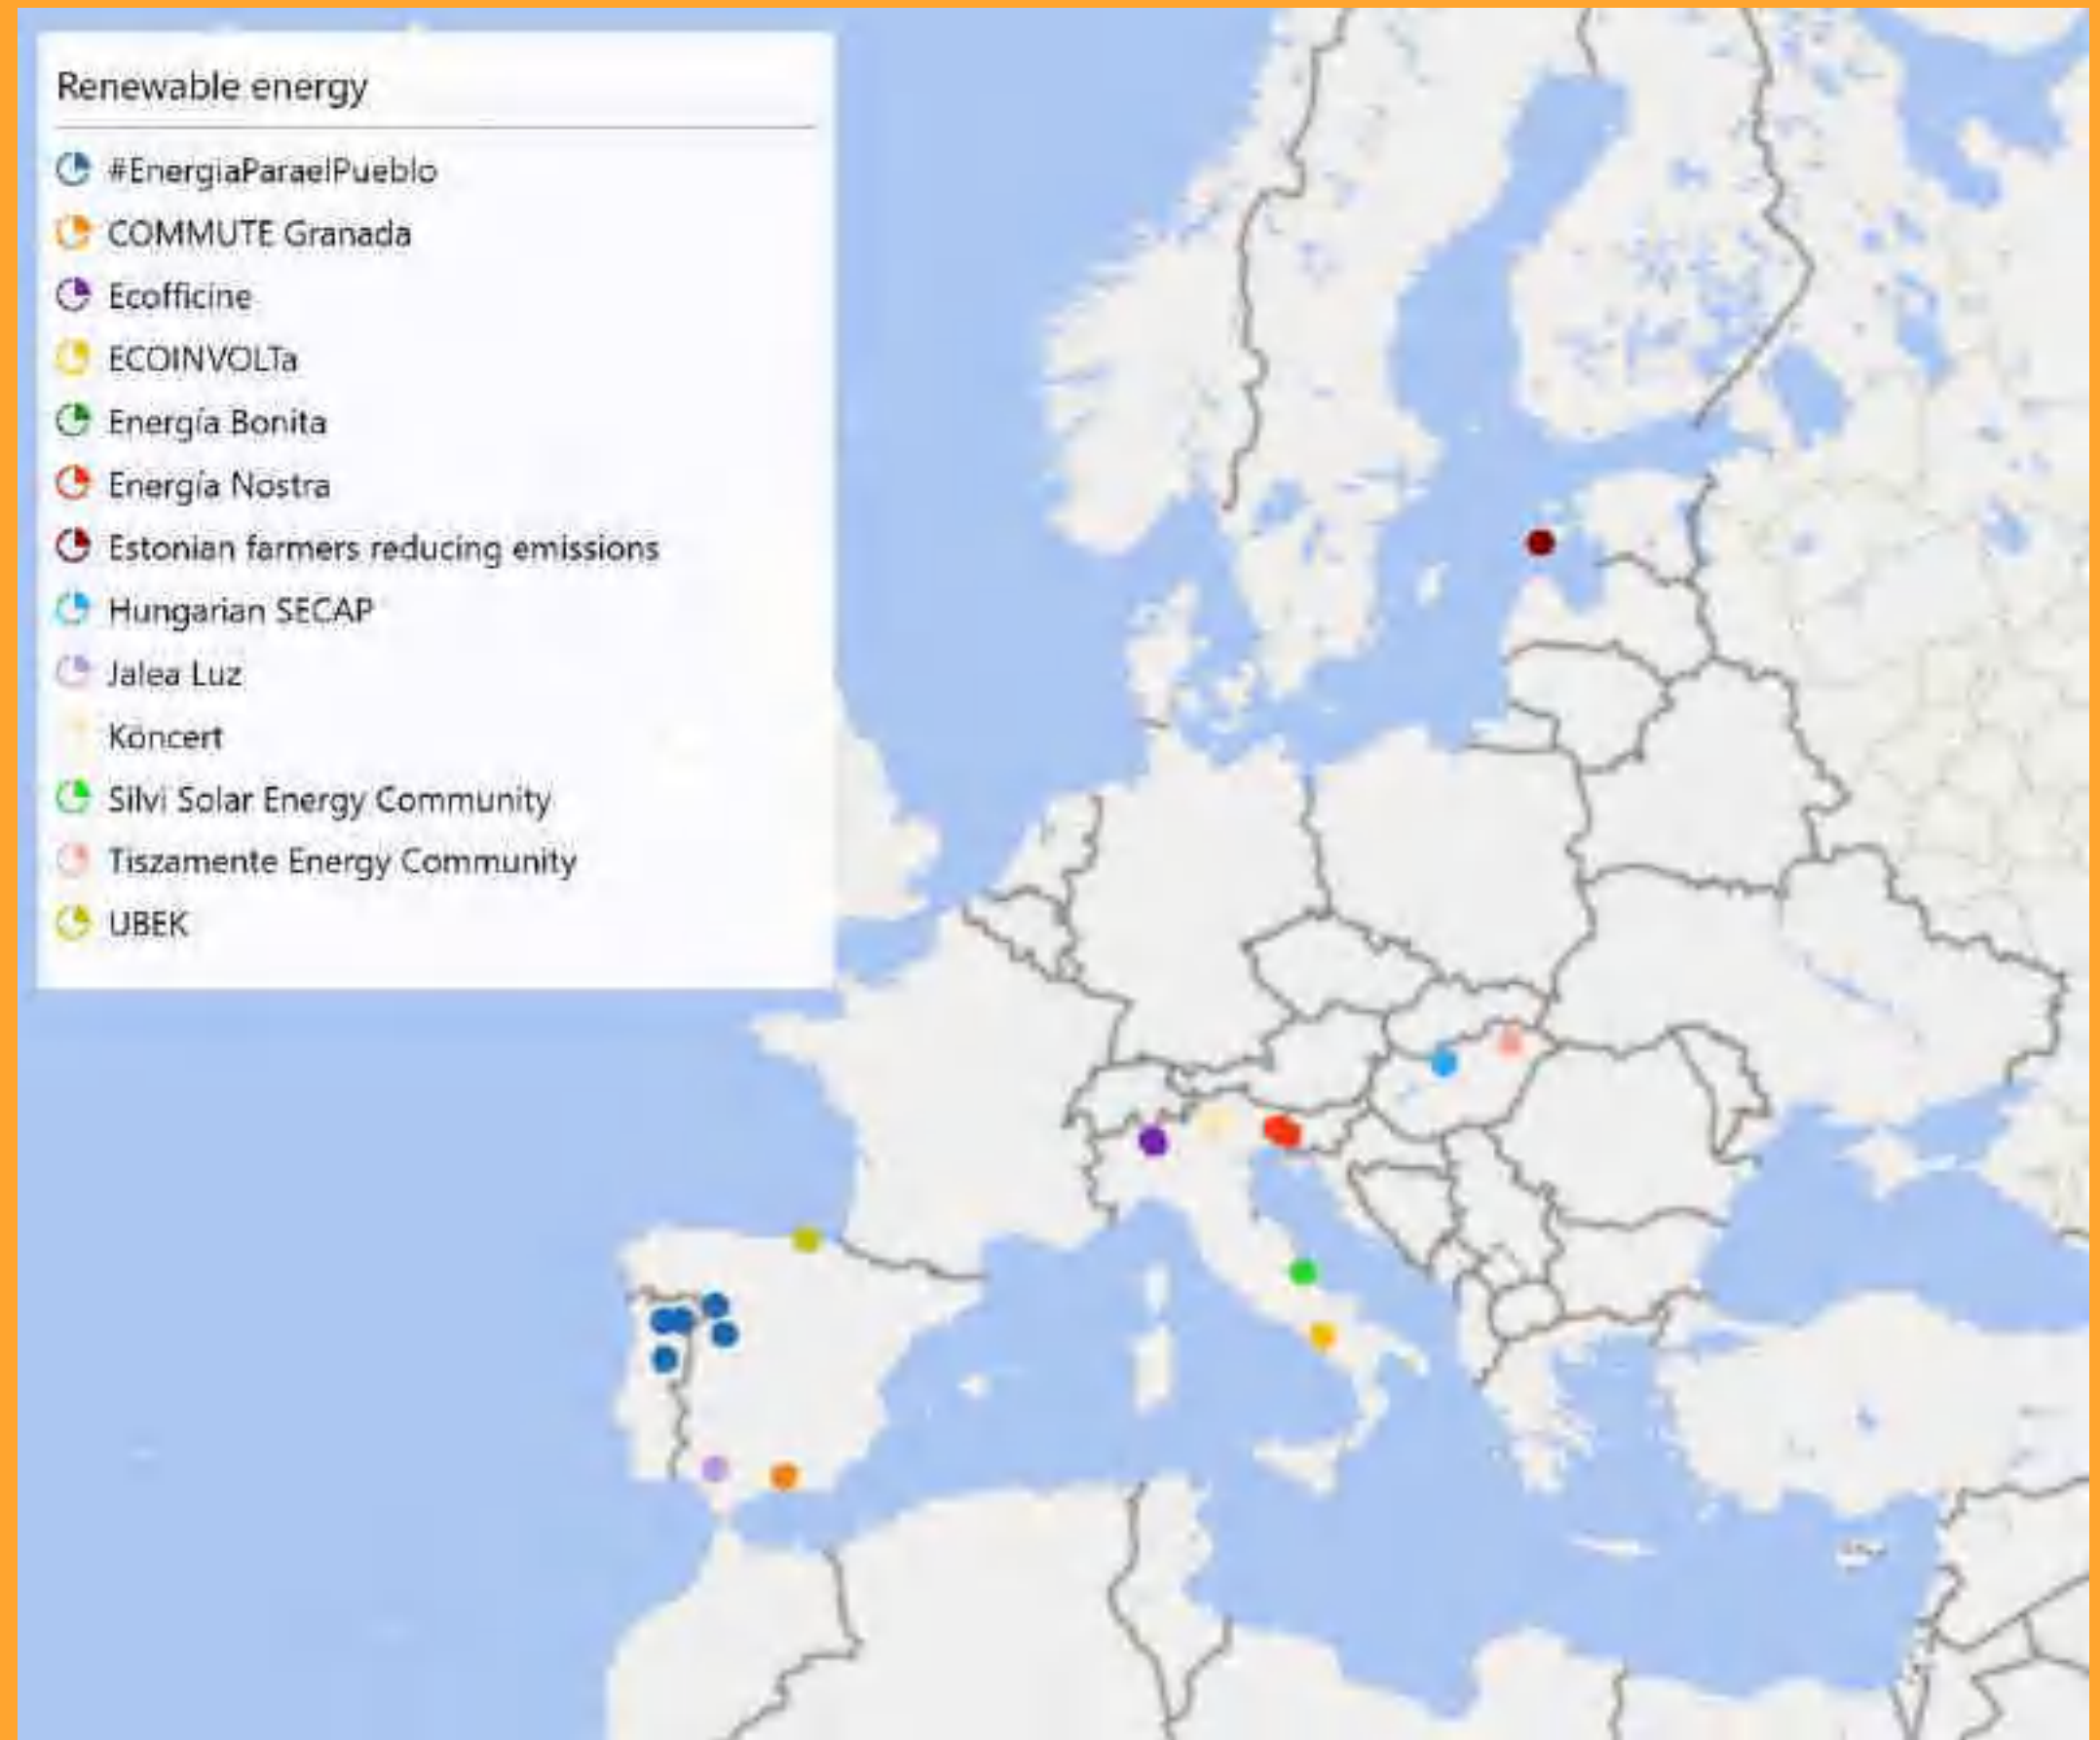 Renewable energy
#EnergiaParaelPueblo
COMMUTE Granada
Ecofficine
ECOINVOLTa
Energía Bonita
Energía Nostra
Estonian farmers reducing emissions
Hungarian SECAP
Jalea Luz
Köncert
Silvi Solar Energy Community
Tiszamente Energy Community
UBEK